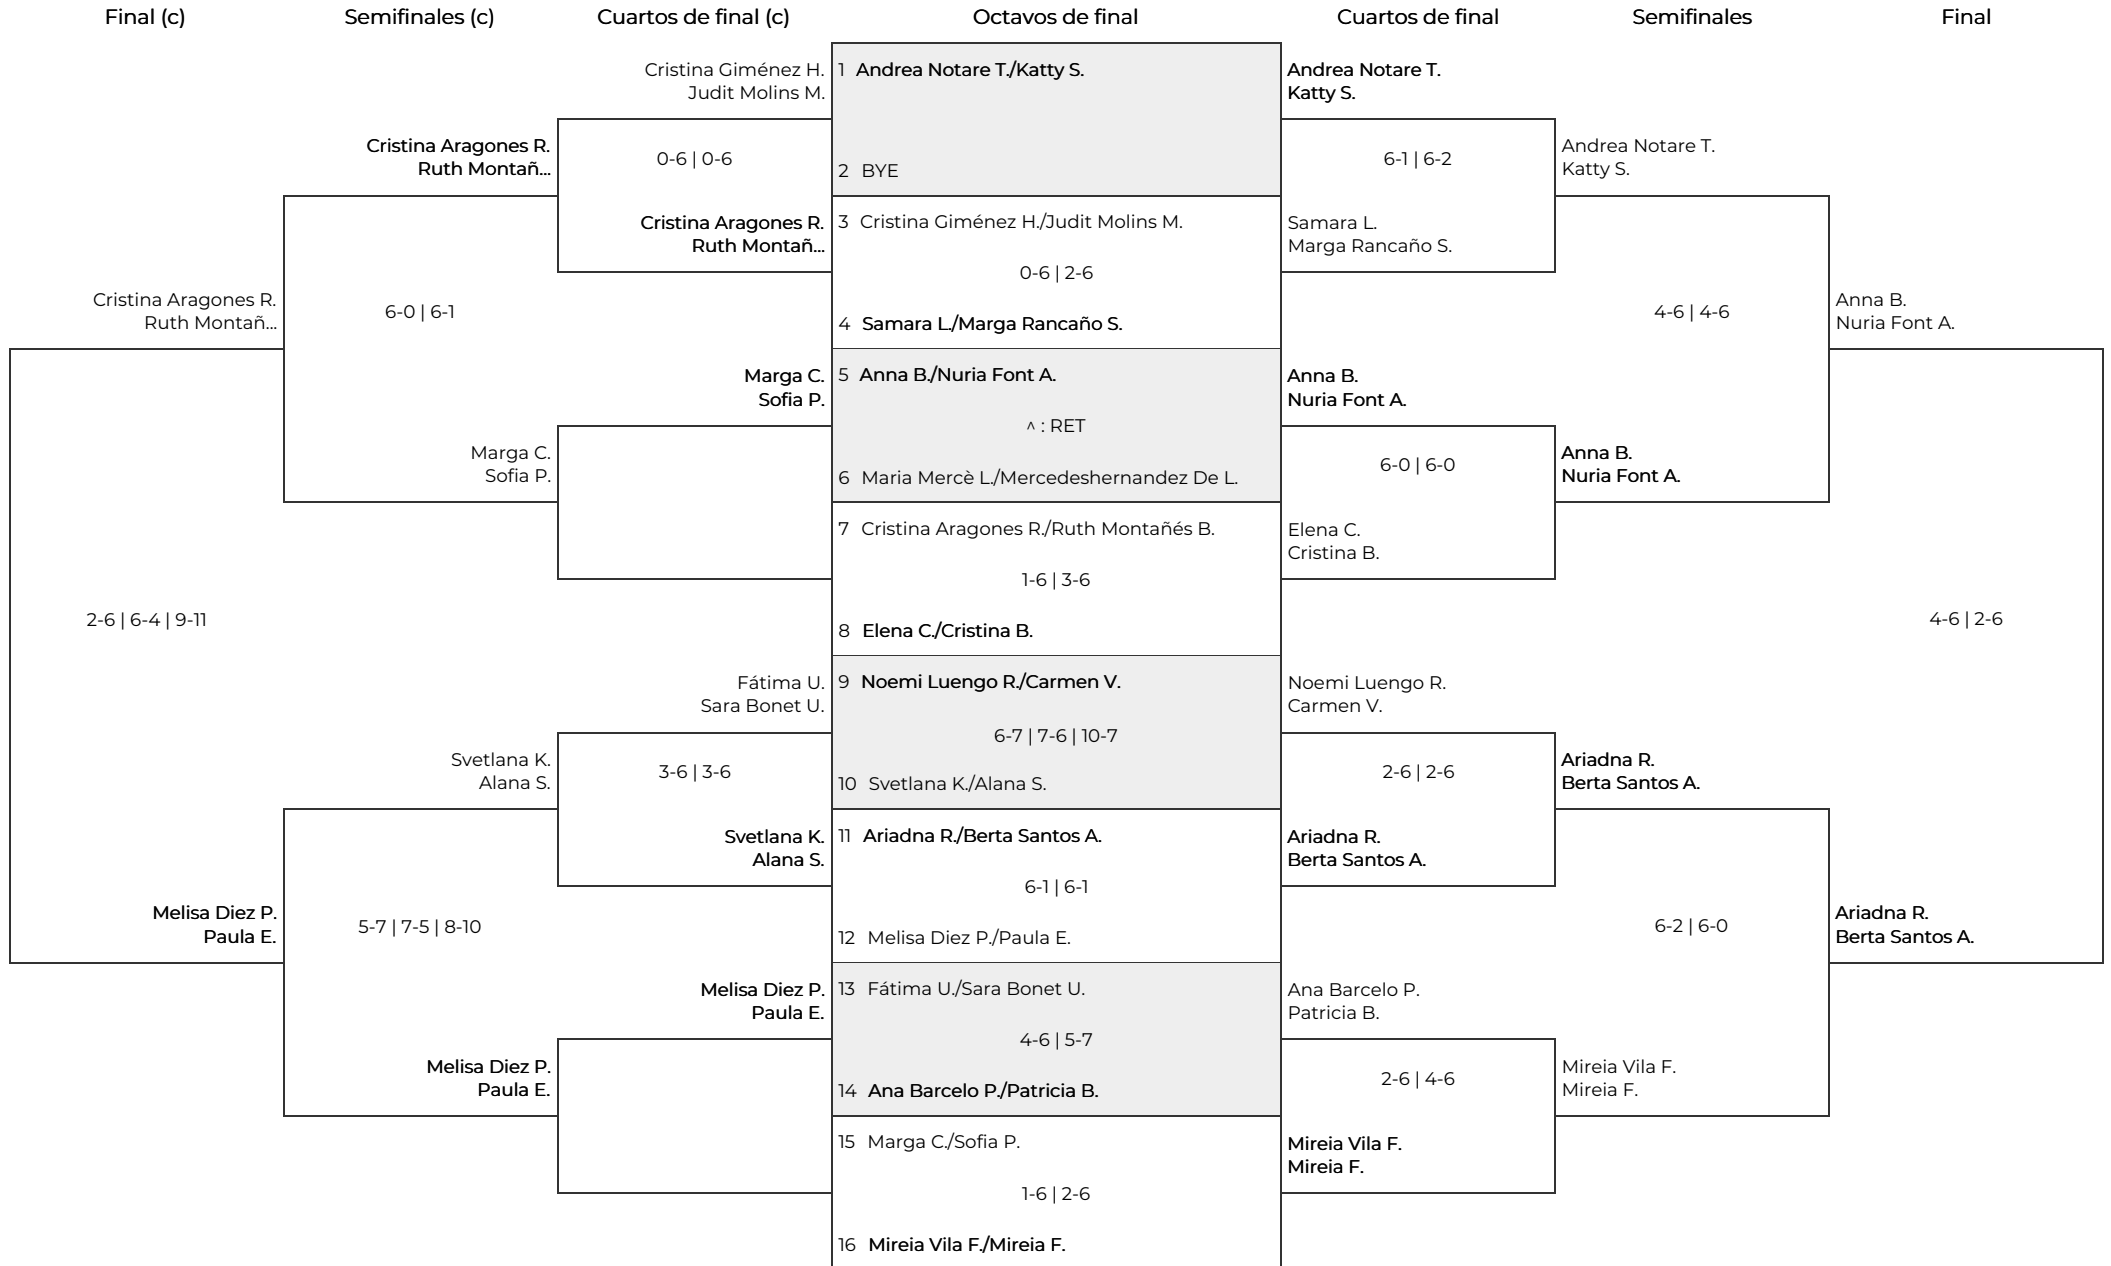 Final (c)
Semifinales (c)
Cuartos de final (c)
Octavos de final
Cuartos de final
Semifinales
Final
Cristina Aragones R.
Ruth Montañ...
2-6 | 6-4 | 9-11
Melisa Diez P.
Paula E.
Cristina Aragones R.
Ruth Montañ...
6-0 | 6-1
Marga C.
Sofia P.
Svetlana K.
Alana S.
5-7 | 7-5 | 8-10
Melisa Diez P.
Paula E.
Cristina Giménez H.
Judit Molins M.
0-6 | 0-6
Cristina Aragones R.
Ruth Montañ...
Marga C.
Sofia P.
Fátima U.
Sara Bonet U.
3-6 | 3-6
Svetlana K.
Alana S.
Melisa Diez P.
Paula E.
1 Andrea Notare T./Katty S.
2 BYE
3 Cristina Giménez H./Judit Molins M.
0-6 | 2-6
4 Samara L./Marga Rancaño S.
5 Anna B./Nuria Font A.
^ : RET
6 Maria Mercè L./Mercedeshernandez De L.
7 Cristina Aragones R./Ruth Montañés B.
1-6 | 3-6
8 Elena C./Cristina B.
9 Noemi Luengo R./Carmen V.
6-7 | 7-6 | 10-7
10 Svetlana K./Alana S.
11 Ariadna R./Berta Santos A.
6-1 | 6-1
12 Melisa Diez P./Paula E.
13 Fátima U./Sara Bonet U.
4-6 | 5-7
14 Ana Barcelo P./Patricia B.
15 Marga C./Sofia P.
1-6 | 2-6
16 Mireia Vila F./Mireia F.
Andrea Notare T.
Katty S.
6-1 | 6-2
Samara L.
Marga Rancaño S.
Anna B.
Nuria Font A.
6-0 | 6-0
Elena C.
Cristina B.
Noemi Luengo R.
Carmen V.
2-6 | 2-6
Ariadna R.
Berta Santos A.
Ana Barcelo P.
Patricia B.
2-6 | 4-6
Mireia Vila F.
Mireia F.
Andrea Notare T.
Katty S.
4-6 | 4-6
Anna B.
Nuria Font A.
Ariadna R.
Berta Santos A.
6-2 | 6-0
Mireia Vila F.
Mireia F.
Anna B.
Nuria Font A.
4-6 | 2-6
Ariadna R.
Berta Santos A.